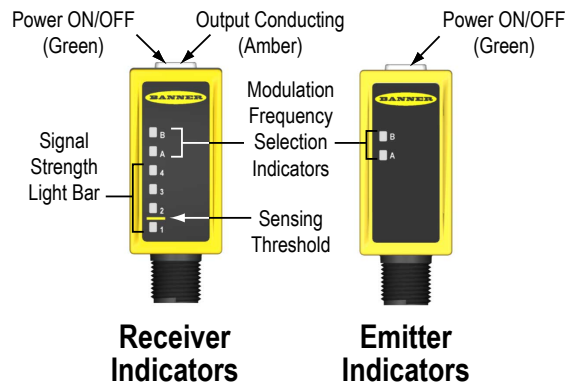 Power ON/OFF
(Green)
Output Conducting
(Amber)
Power ON/OFF
(Green)
BANNER
BANNER
Modulation
Frequency
Selection
Indicators
Signal
Strength
Light Bar
B
A
4
3
2
1
B
A
Sensing
Threshold
Receiver
Indicators
Emitter
Indicators